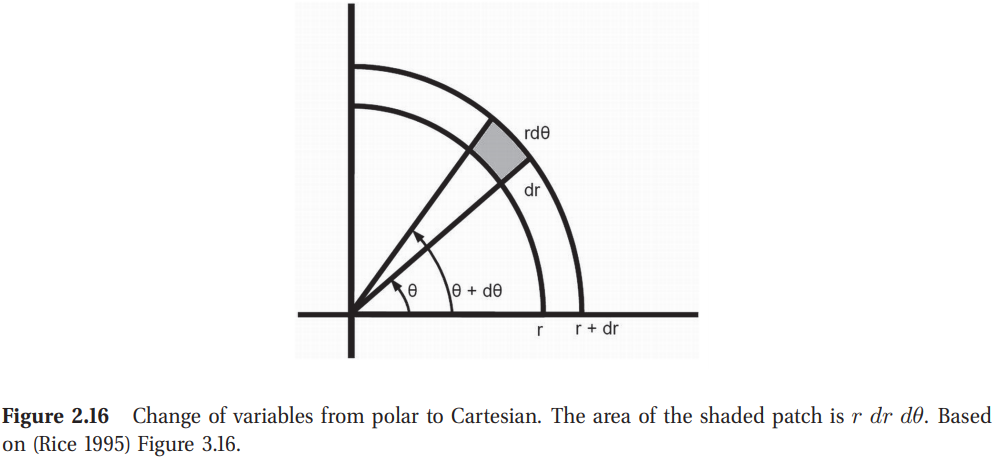 rdθ
dr
θ
θ + dθ
r
r + dr
Figure 2.16 Change of variables from polar to Cartesian. The area of the shaded patch is r dr dθ. Based
on (Rice 1995) Figure 3.16.